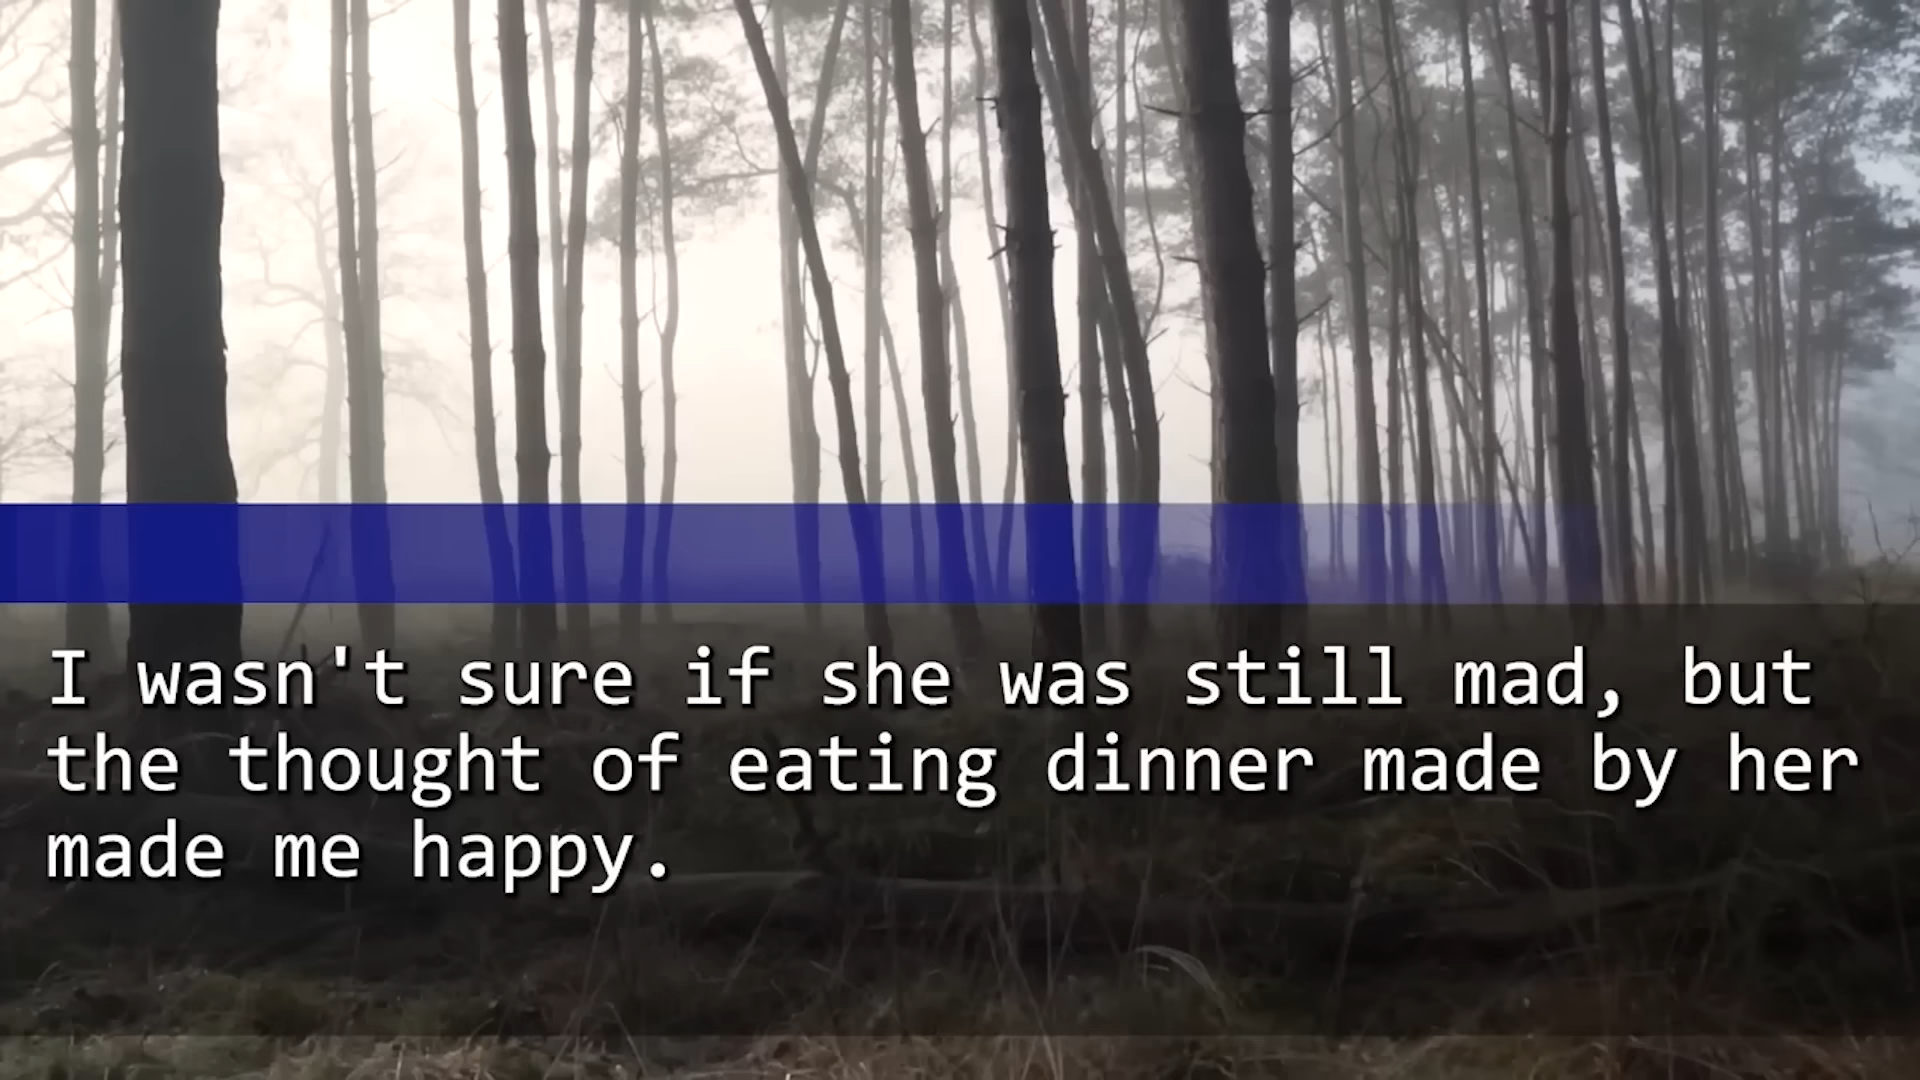 I wasn't sure if she was still mad, but
the thought of eating dinner made by her
made me happy.